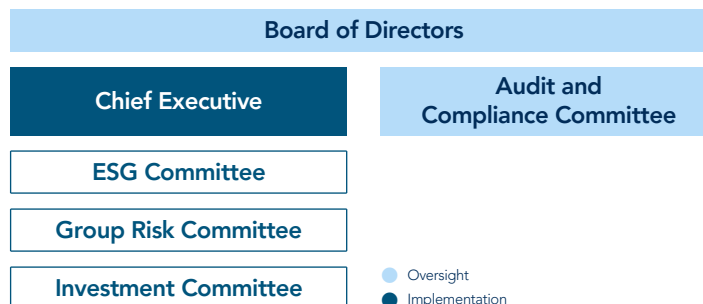 Board of Directors
Chief Executive
Audit and
Compliance Committee
ESG Committee
Group Risk Committee
Investment Committee
Oversight
Implementation